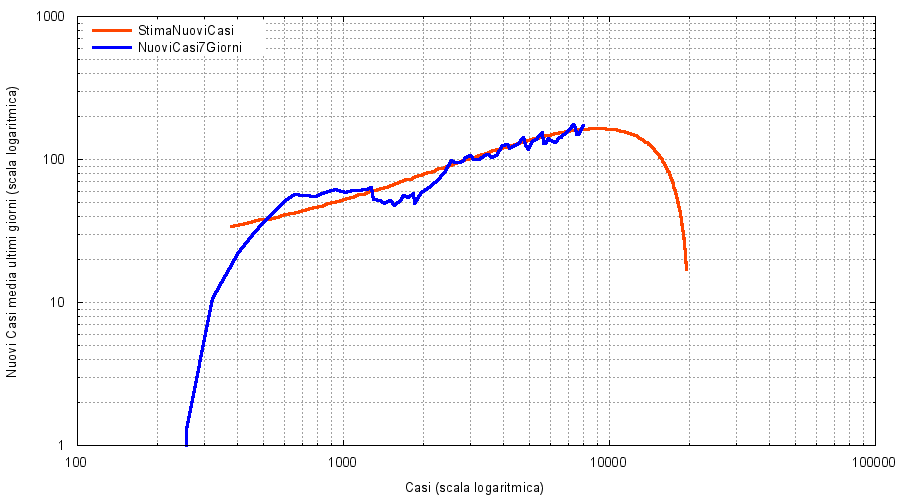 1000
StimaNuoviCasi
NuoviCasi7Giorni
100
10
1
Nuovi Casi media ultimi giorni (scala logaritmica)
100 1000 10000 100000
Casi (scala logaritmica)